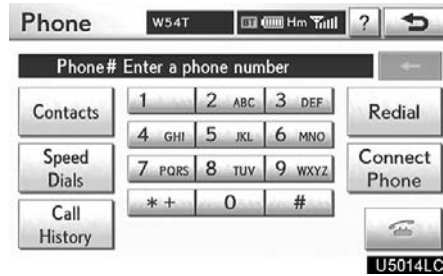 Phone W54T BT Hm ?
Phone# Enter a phone number
Contacts
Speed
Dials
Call
History
1 2 ABC 3 DEF
4 GHI 5 JKL 6 MNO
7 PQRS 8 TUV 9 WXYZ
* + 0 #
Redial
Connect
Phone
U5014LC